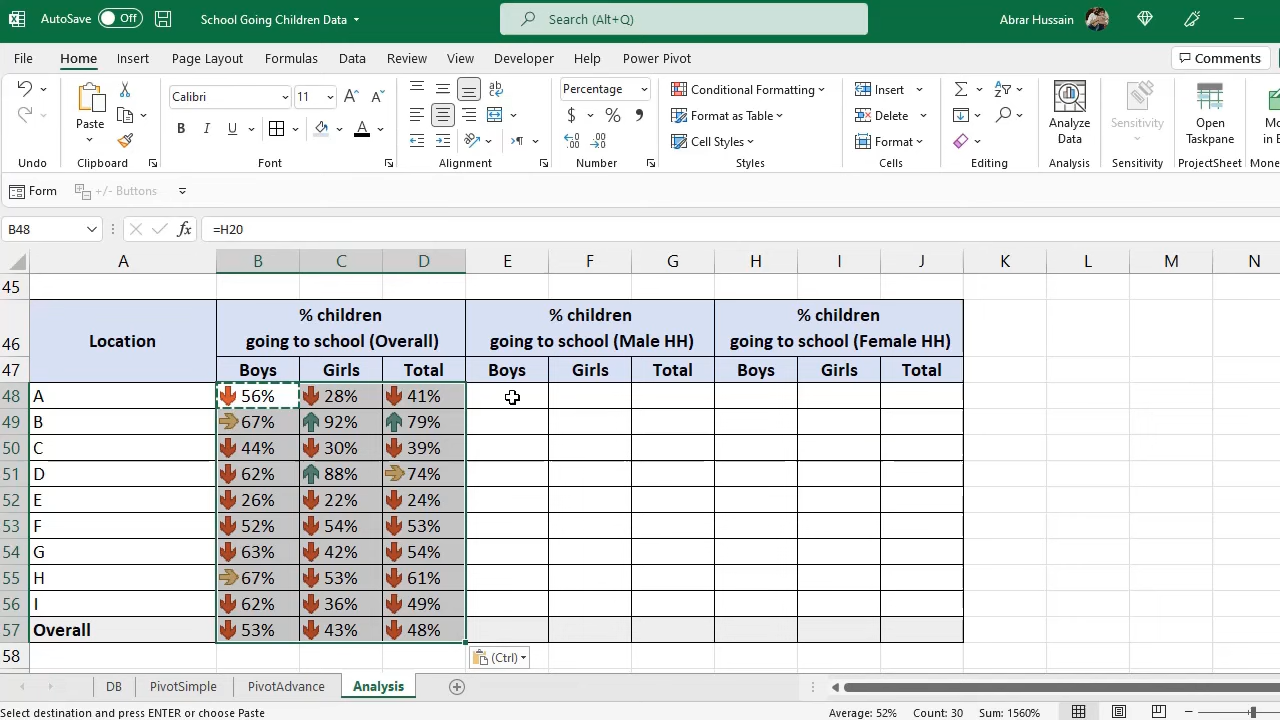 AutoSave Off School Going Children Data Search (Alt+Q) Abrar Hussain
File Home Insert Page Layout Formulas Data Review View Developer Help Power Pivot Comments
Paste Calibri 11 Percentage Conditional Formatting Insert
Format as Table Delete Analyze Sensitivity Open
Cell Styles Format Data Taskpane in E
Undo Clipboard Font Alignment Number Styles Cells Editing Analysis Sensitivity ProjectSheet Mone
Form +/- Buttons
B48 fx =H20
A B C D E F G H I J K L M N
45
46 Location % children
going to school (Overall) % children
going to school (Male HH) % children
going to school (Female HH)
47 Boys Girls Total Boys Girls Total Boys Girls Total
48 A 56% 28% 41%
49 B 67% 92% 79%
50 C 44% 30% 39%
51 D 62% 88% 74%
52 E 26% 22% 24%
53 F 52% 54% 53%
54 G 63% 42% 54%
55 H 67% 53% 61%
56 I 62% 36% 49%
57 Overall 53% 43% 48%
58 (Ctrl)
DB PivotSimple PivotAdvance Analysis
Select destination and press ENTER or choose Paste Average: 52% Count: 30 Sum: 1560%